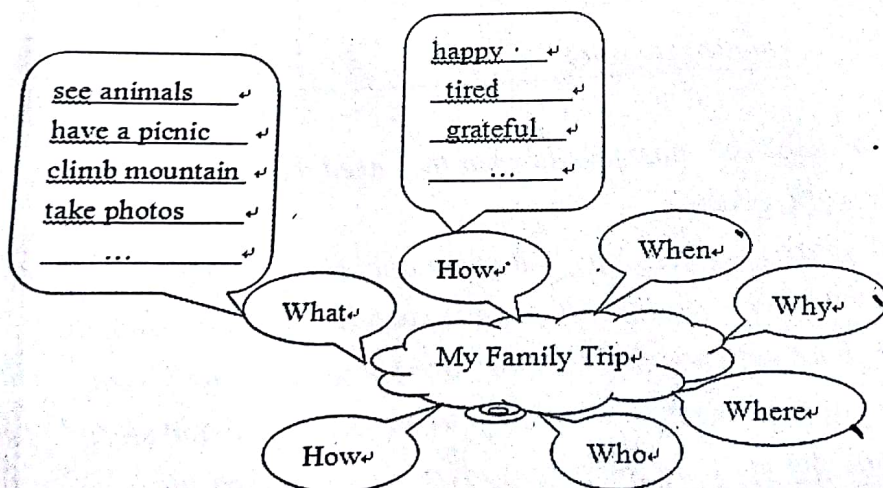 happy
tired
grateful
...
see animals
have a picnic
climb mountain
take photos
...
How
When
What
Why
My Family Trip
Where
How
Who